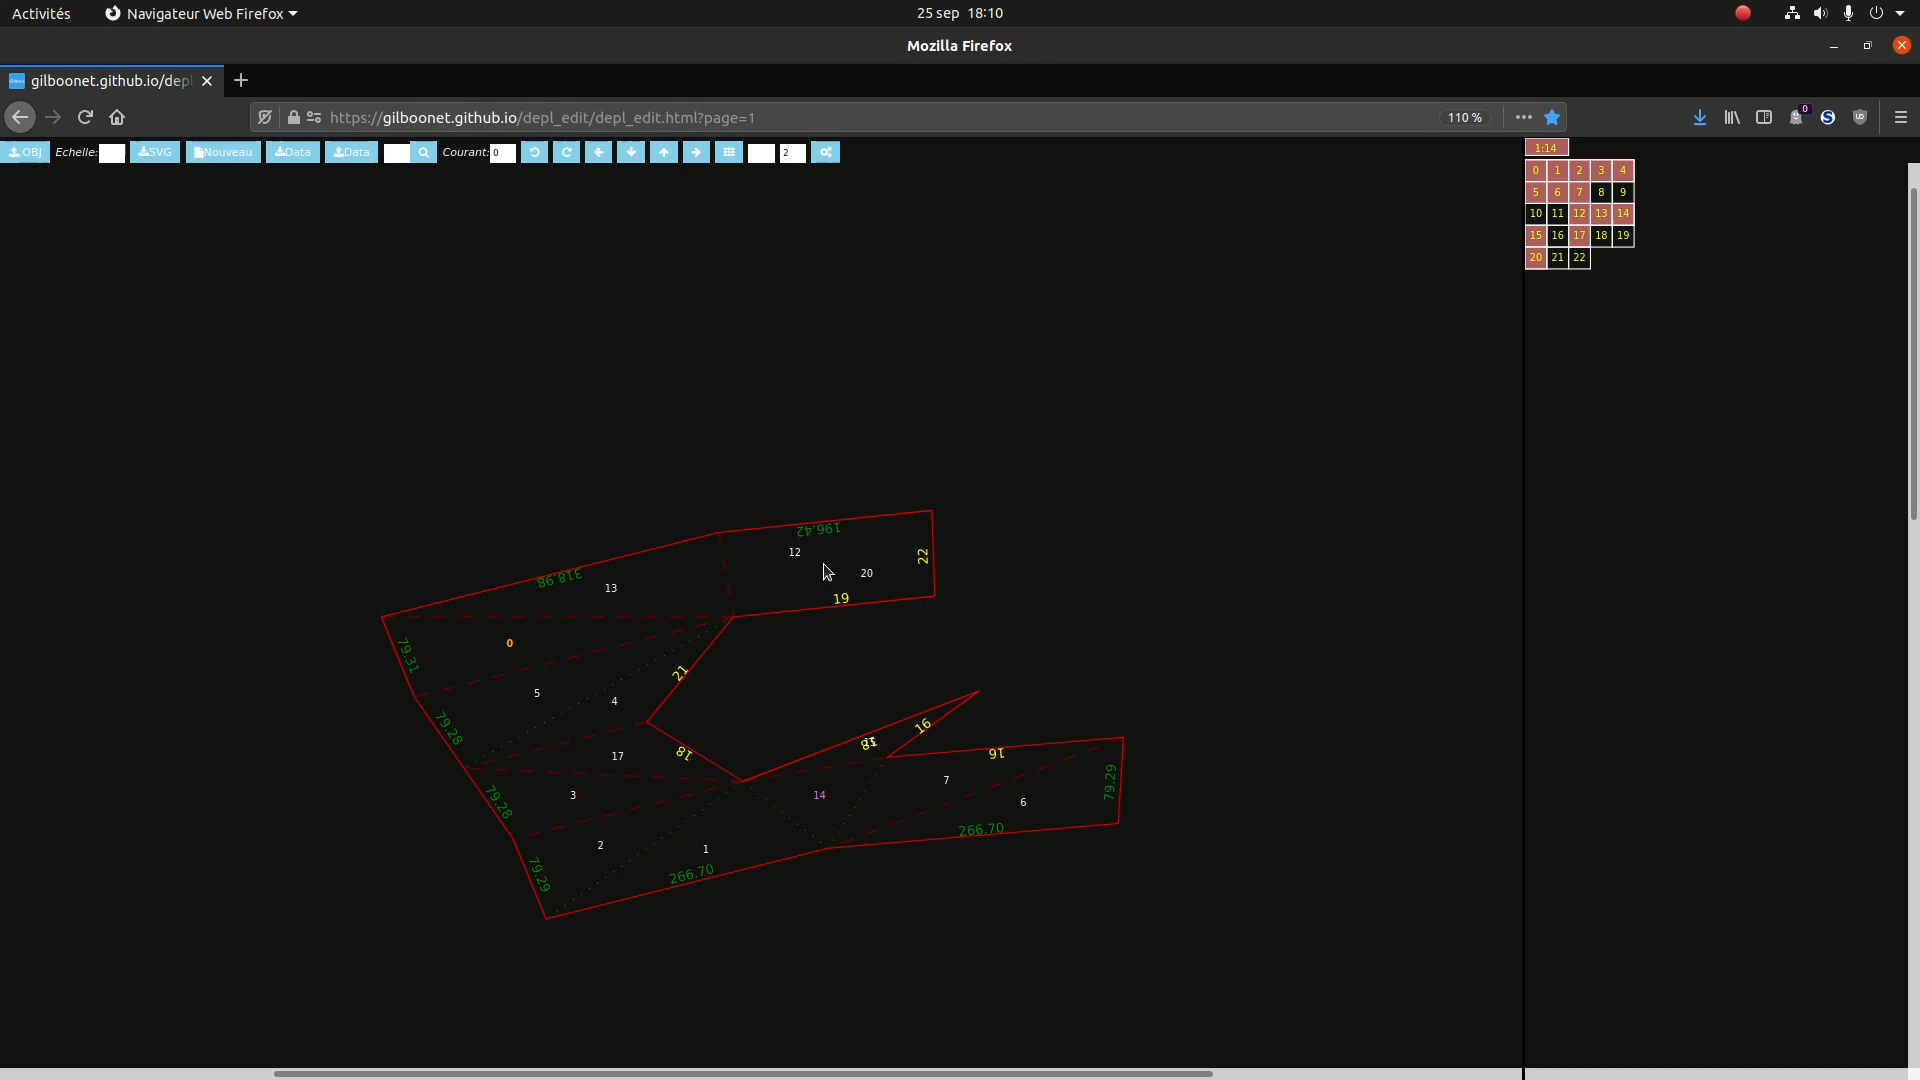 Activités Navigateur Web Firefox 25 sep 18:10
Mozilla Firefox
gilboonet.github.io/depl
https://gilboonet.github.io/depl_edit/depl_edit.html?page=1 110 % 0
OBJ Echelle: SVG Nouveau Data Data Courant: 0 2
1:14
0 1 2 3 4
5 6 7 8 9
10 11 12 13 14
15 16 17 18 19
20 21 22
196.42
12
22
20
318.98
13
19
0
79.31
21
5
4
79.28
16
18
17
16
7
79.29
3
14
79.28
6
266.70
2
1
266.70
79.29